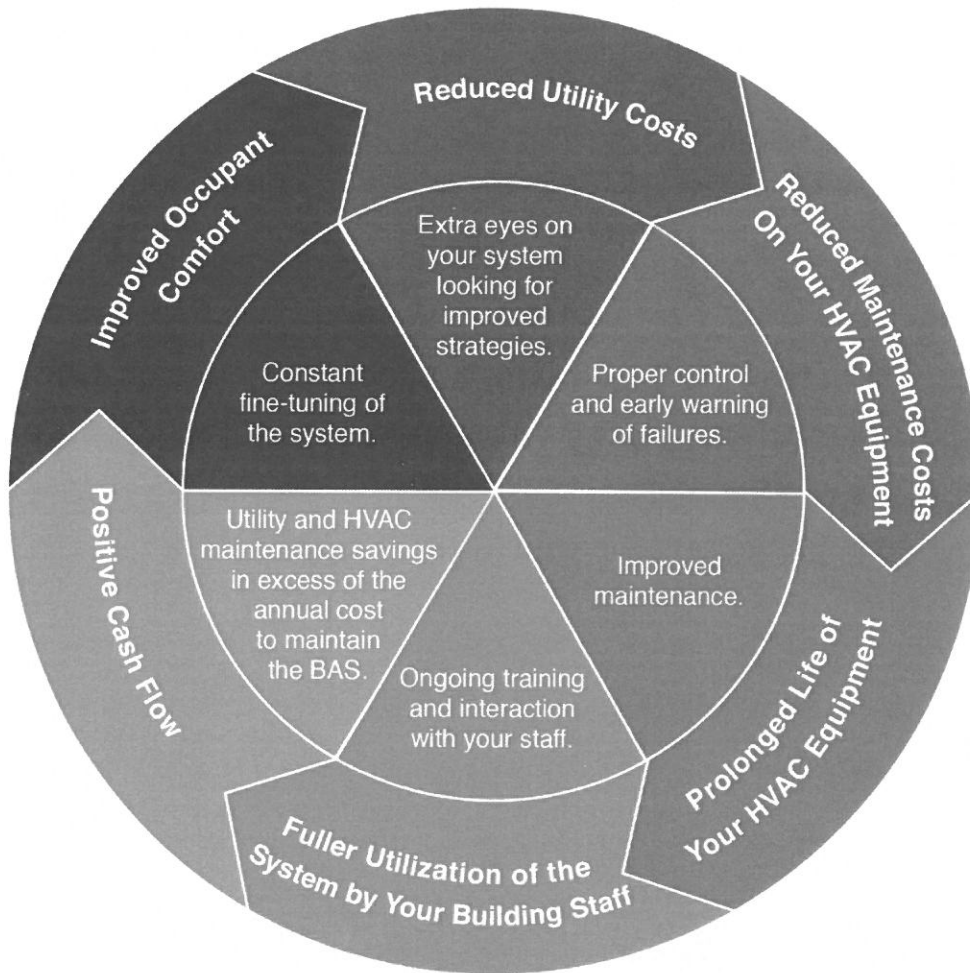 Reduced Utility Costs
Extra eyes on
your system
looking for
improved
strategies.
Reduced Maintenance Costs
On Your HVAC Equipment
Proper control
and early warning
of failures.
Prolonged Life of
Your HVAC Equipment
Improved
maintenance.
Fuller Utilization of the
System by Your Building Staff
Ongoing training
and interaction
with your staff.
Positive Cash Flow
Utility and HVAC
maintenance savings
in excess of the
annual cost
to maintain
the BAS.
Improved Occupant
Comfort
Constant
fine-tuning of
the system.